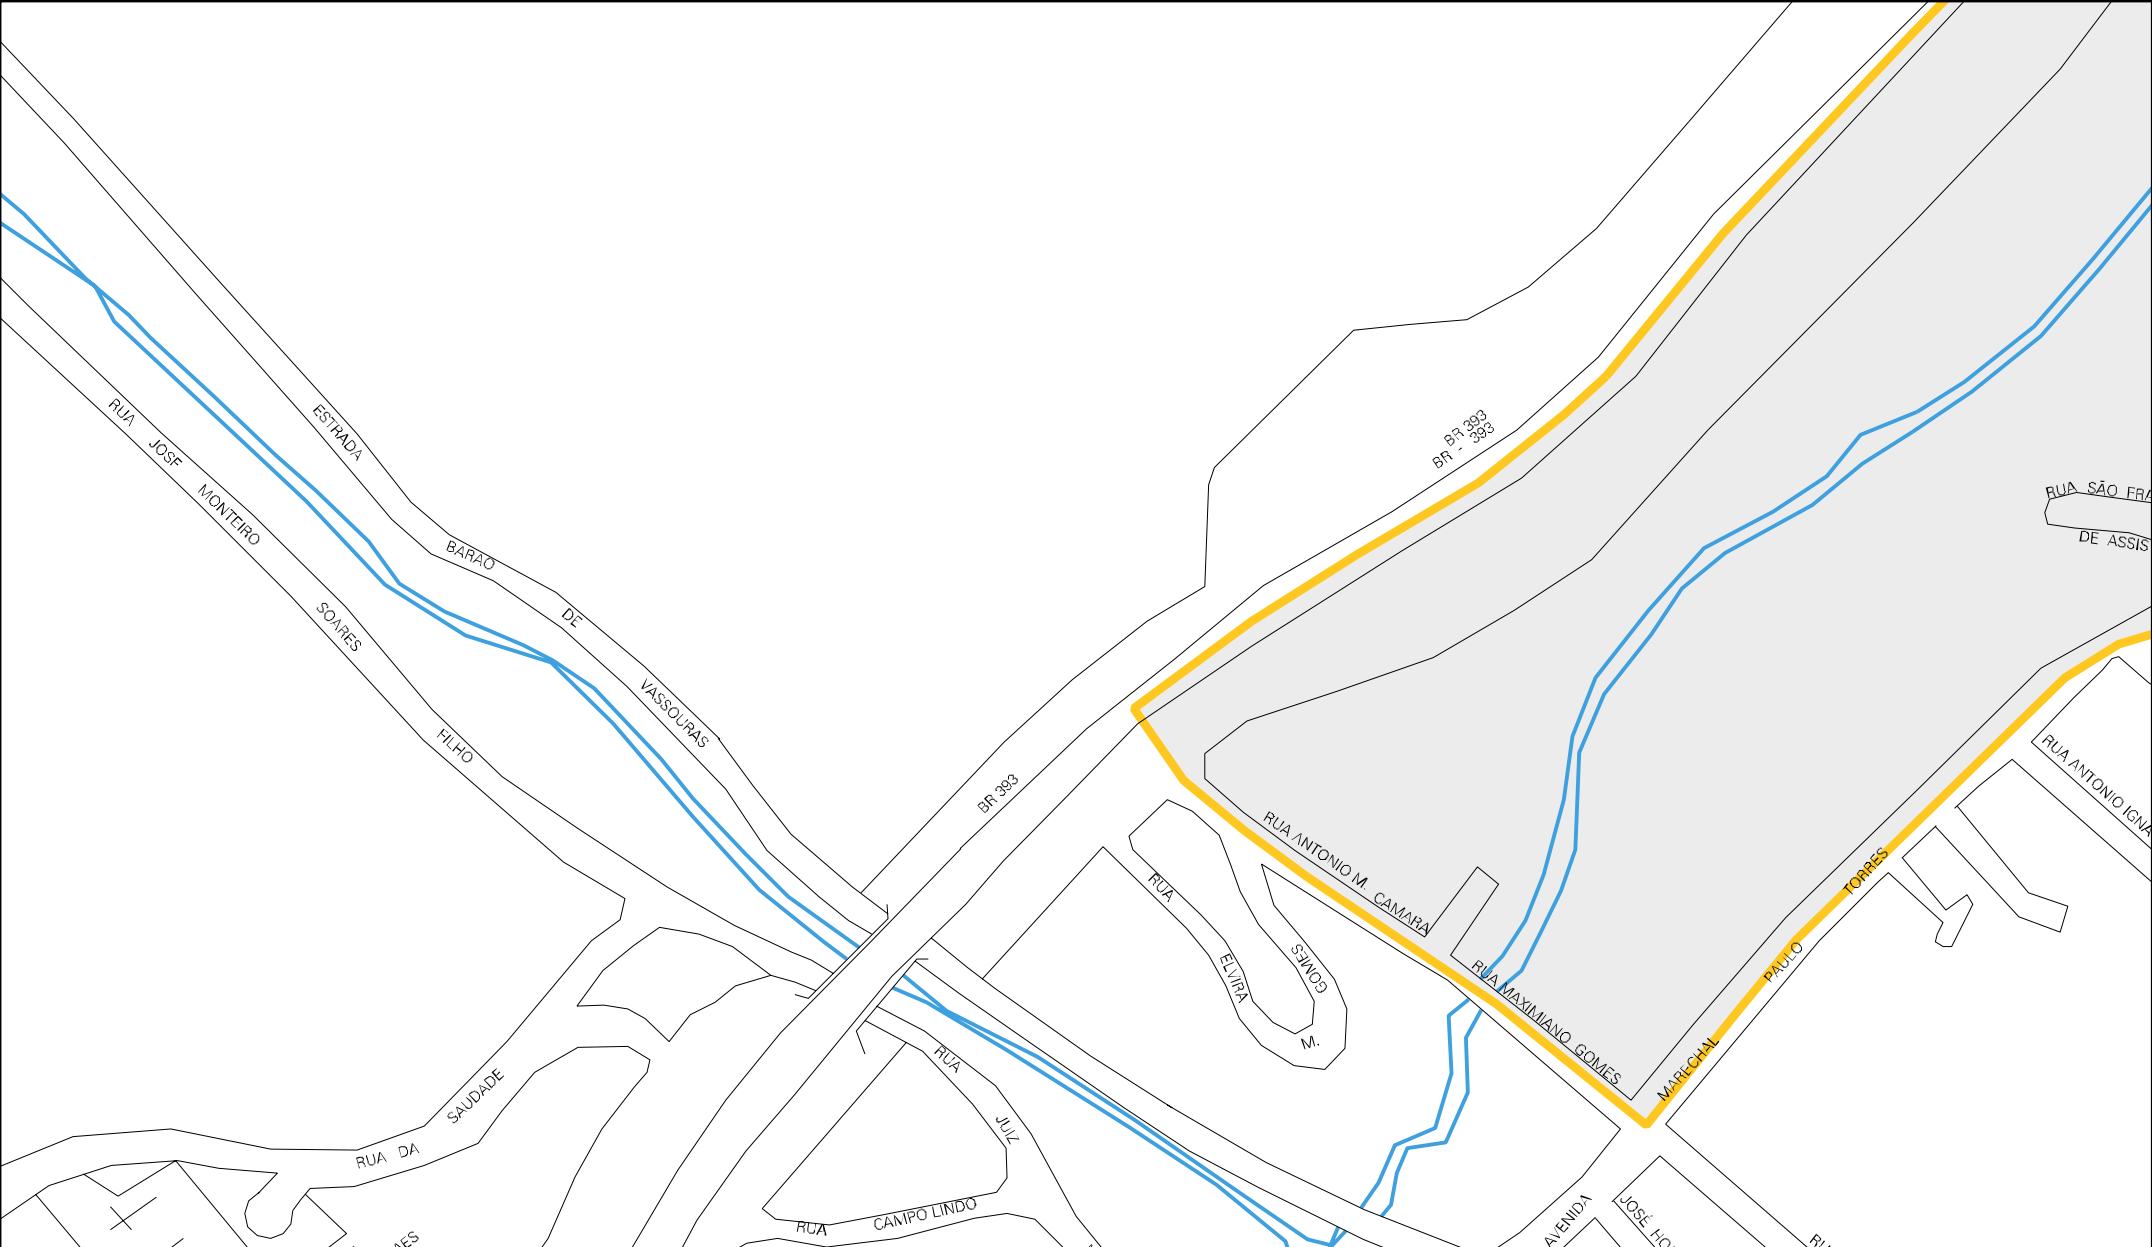 BR 393
BR - 393
ESTRADA
BARAO
DE
VASSOURAS
RUA
JOSE
MONTEIRO
SOARES
FILHO
RUA SÃO FRA
DE ASSIS
BR 393
RUA ANTONIO IGNA
RUA ANTONIO M. CAMARA
RUA
ELVIRA
M.
GOMES
RUA MAXIMIANO GOMES
MARECHAL
PAULO
TORRES
RUA
JUIZ
RUA DA
SAUDADE
RUA
CAMPO LINDO
AVENIDA
JOSÉ HO